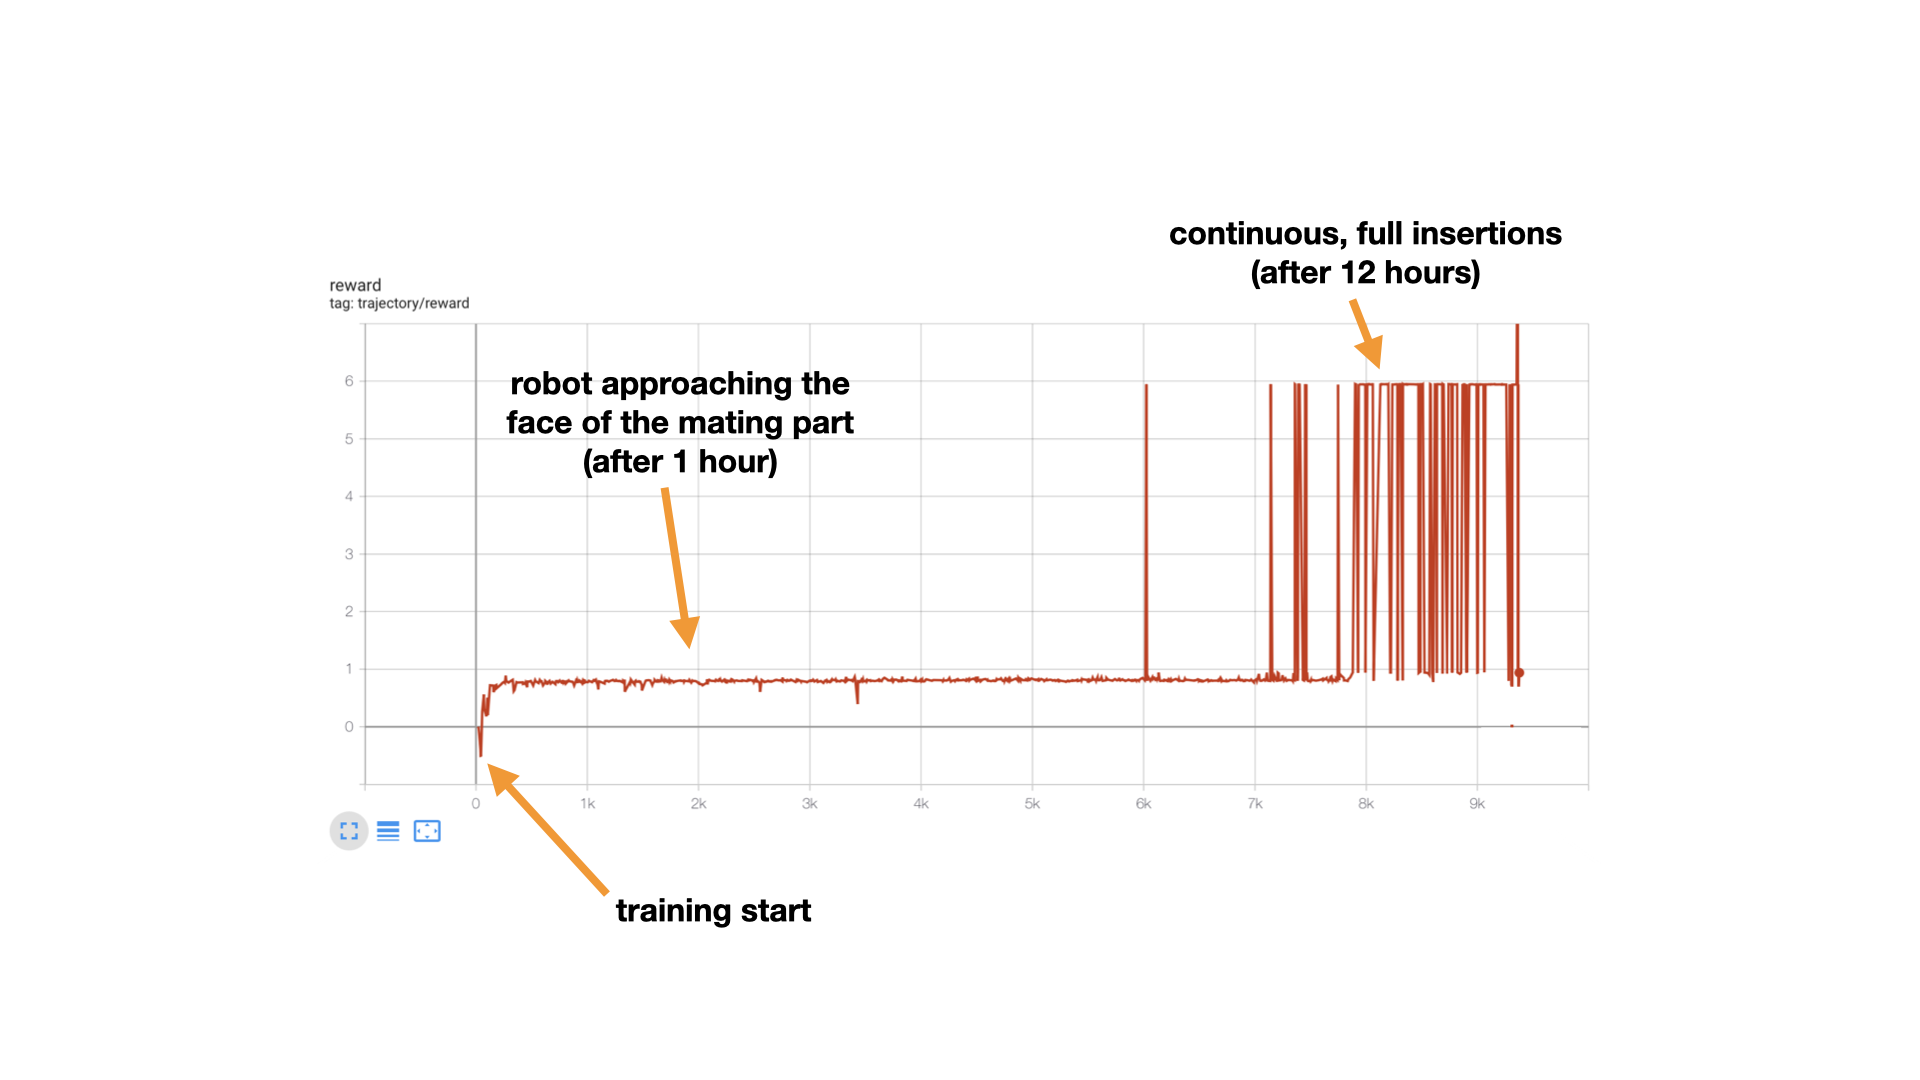 continuous, full insertions
(after 12 hours)
reward
tag: trajectory/reward
robot approaching the
face of the mating part
(after 1 hour)
6
5
4
3
2
1
0
0 1k 2k 3k 4k 5k 6k 7k 8k 9k
training start